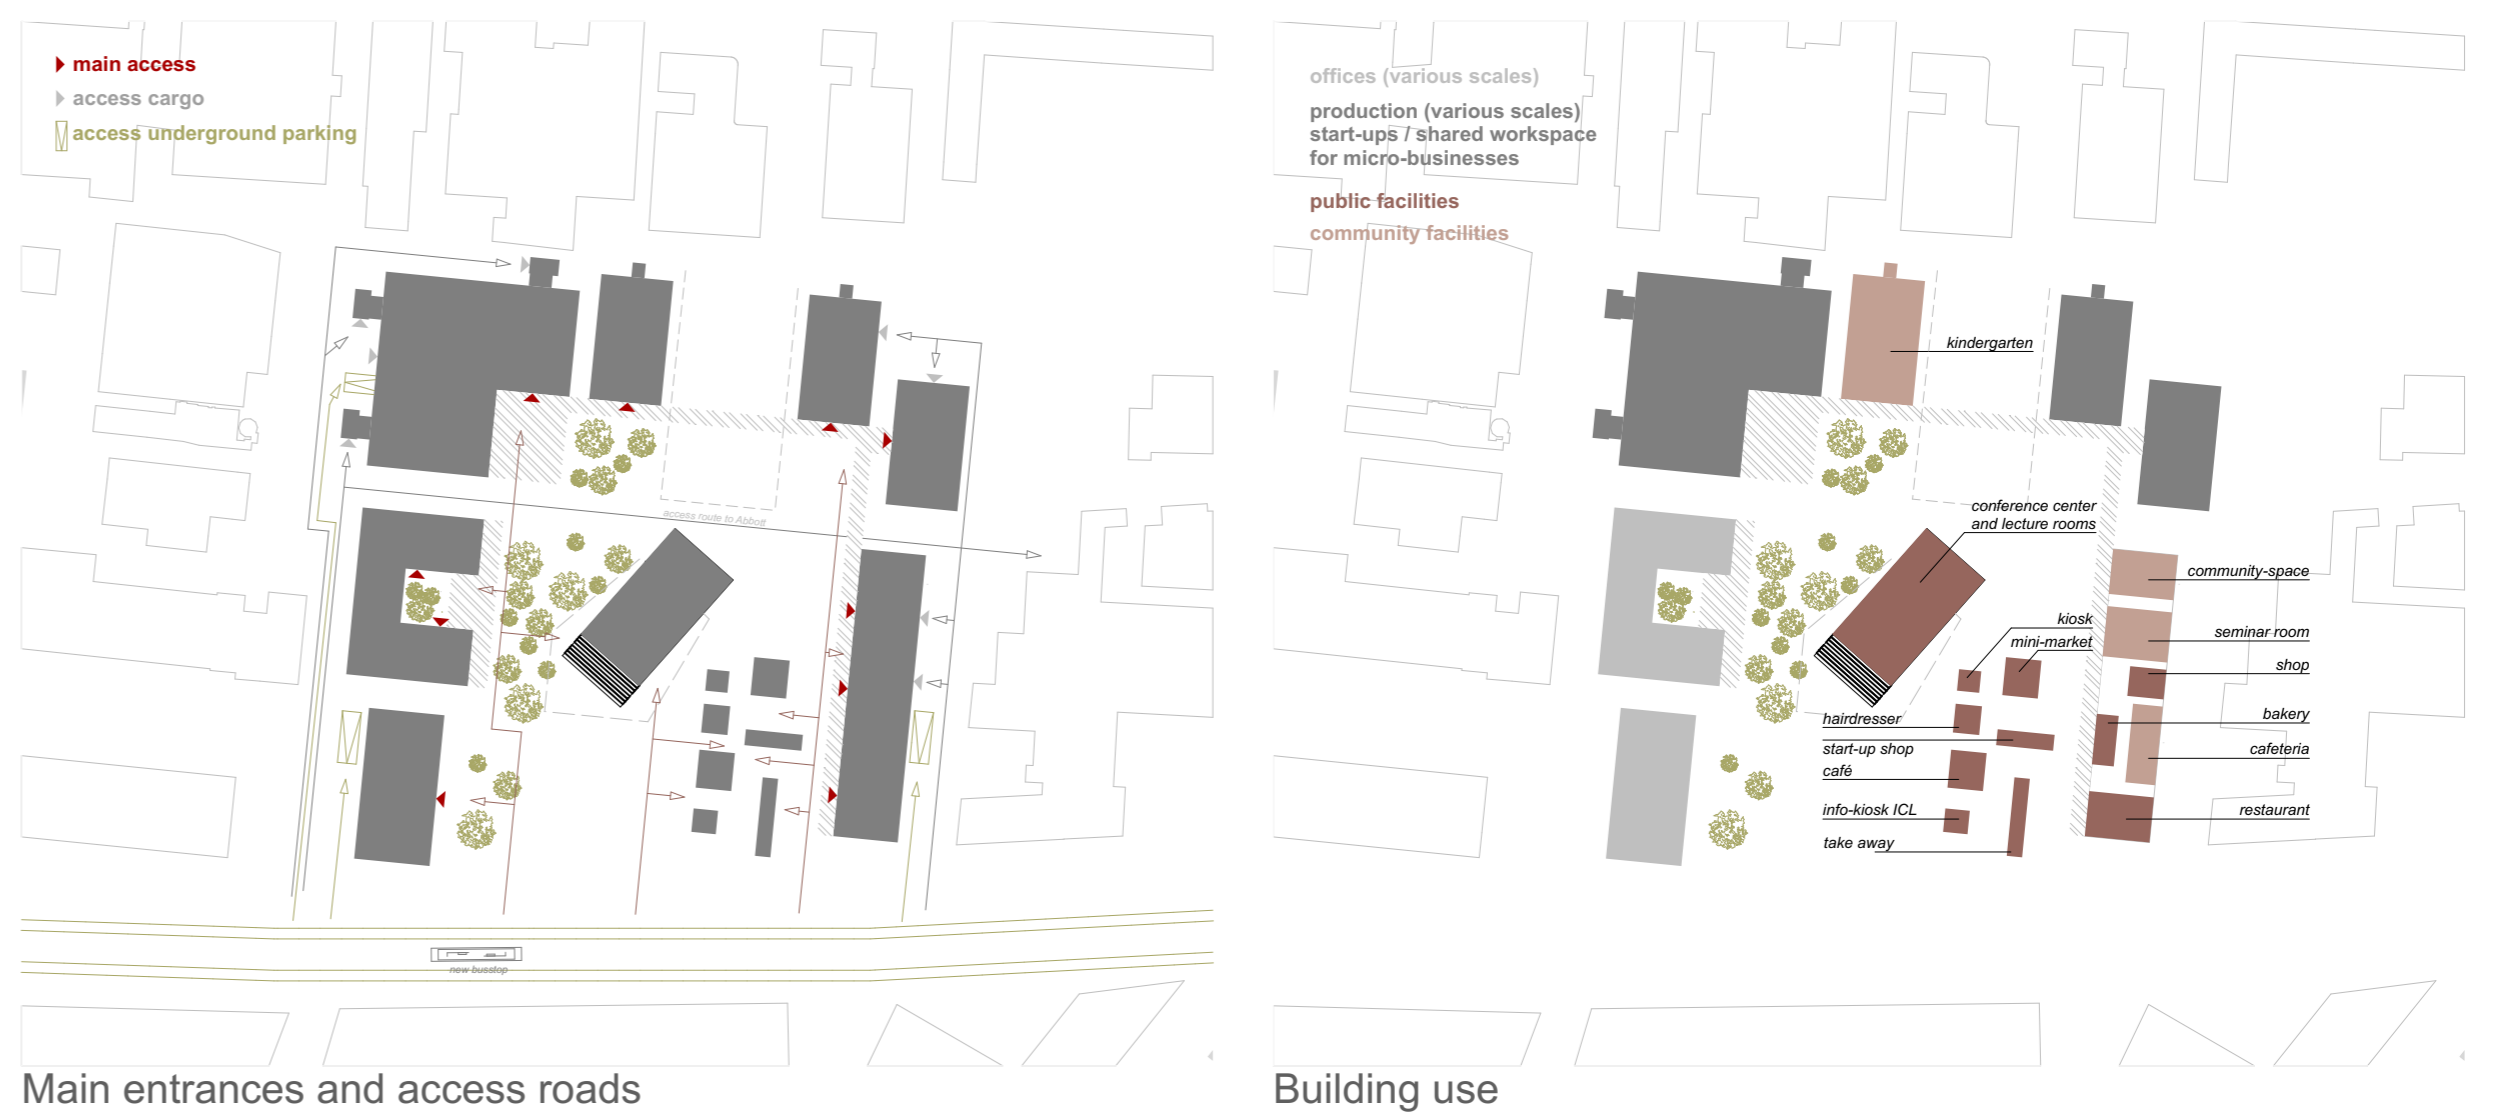 main access
access cargo
access underground parking
access route to Abbott
new busstop
Main entrances and access roads
offices (various scales)
production (various scales)
start-ups / shared workspace
for micro-businesses
public facilities
community facilities
kindergarten
conference center
and lecture rooms
community-space
kiosk
seminar room
mini-market
shop
hairdresser
bakery
start-up shop
cafeteria
café
info-kiosk ICL
restaurant
take away
Building use